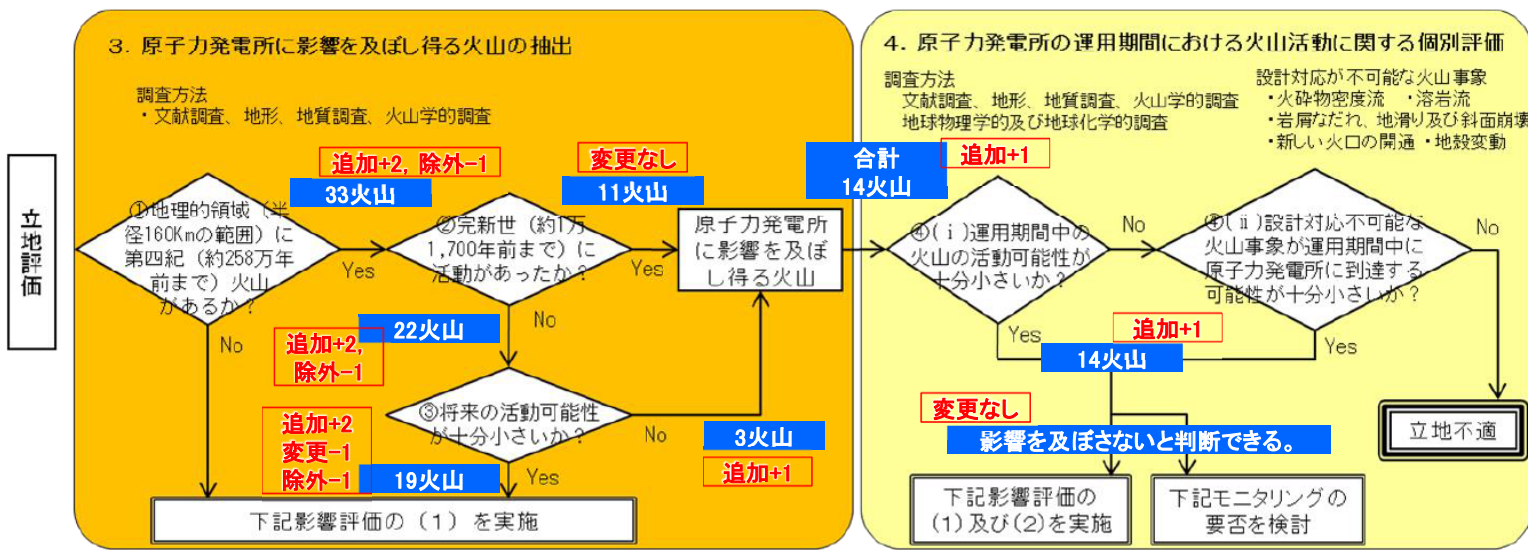 立地評価
3. 原子力発電所に影響を及ぼし得る火山の抽出
調査方法
・文献調査、地形、地質調査、火山学的調査
追加+2, 除外-1
33火山
変更なし
11火山
①地理的領域（半
径160Kmの範囲）に
第四紀（約258万年
前まで）火山
があるか？
Yes
No
②完新世（約1万
1,700年前まで）に
活動があったか？
Yes
No
原子力発電所
に影響を及ぼ
し得る火山
22火山
追加+2,
除外-1
③将来の活動可能性
が十分小さいか？
No
Yes
3火山
追加+1
追加+2
変更-1
除外-1
19火山
下記影響評価の（1）を実施
4. 原子力発電所の運用期間における火山活動に関する個別評価
調査方法
文献調査、地形、地質調査、火山学的調査
地球物理学的及び地球化学的調査
設計対応が不可能な火山事象
・火砕物密度流 ・溶岩流
・岩屑なだれ、地滑り及び斜面崩壊
・新しい火口の開通 ・地殻変動
合計
14火山
追加+1
④(ⅰ)運用期間中の
火山の活動可能性が
十分小さいか？
No
Yes
④(ⅱ)設計対応不可能な
火山事象が運用期間中に
原子力発電所に到達する
可能性が十分小さいか？
No
Yes
追加+1
14火山
変更なし
影響を及ぼさないと判断できる。
立地不適
下記影響評価の
(1)及び(2)を実施
下記モニタリングの
要否を検討